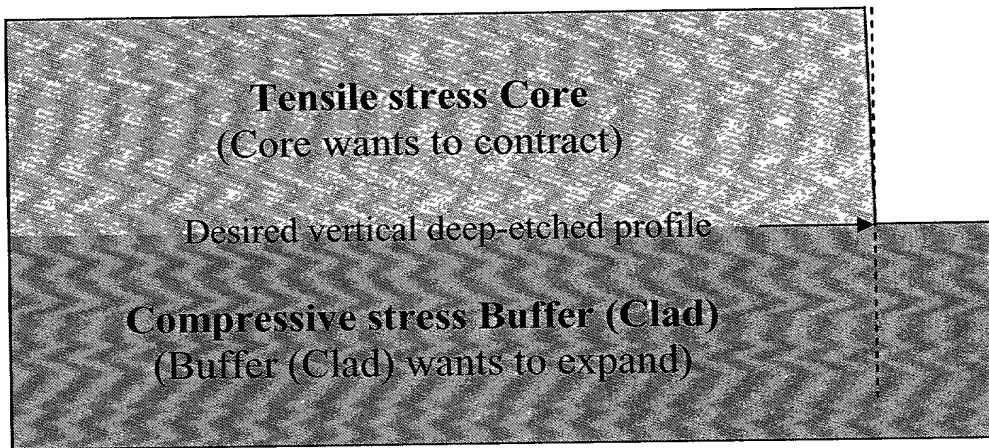 Tensile stress Core
(Core wants to contract)
Desired vertical deep-etched profile
Compressive stress Buffer (Clad)
(Buffer (Clad) wants to expand)